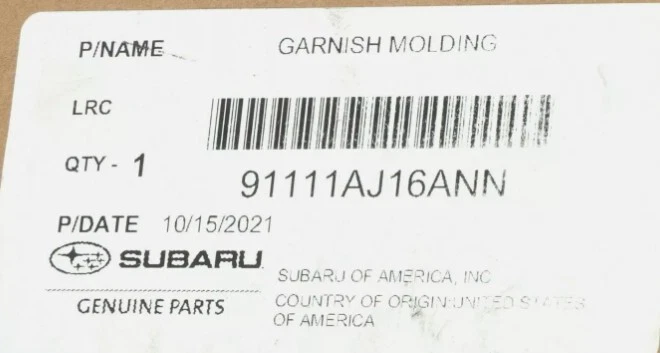 P/NAME GARNISH MOLDING
LRC
QTY - 1
91111AJ16ANN
P/DATE 10/15/2021
SUBARU
SUBARU OF AMERICA, INC
GENUINE PARTS
COUNTRY OF ORIGIN:UNITED STATES
OF AMERICA